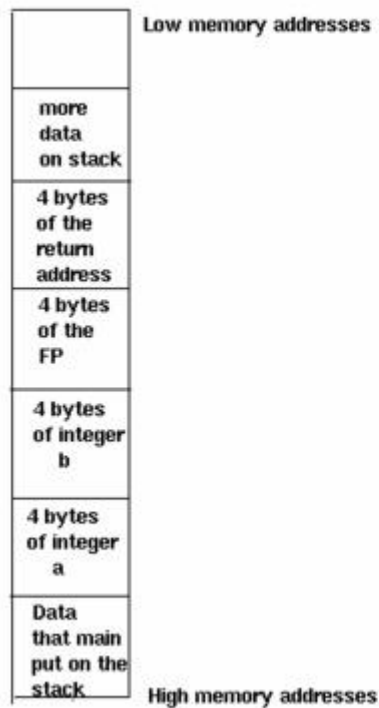 Low memory addresses
more
data
on stack
4 bytes
of the
return
address
4 bytes
of the
FP
4 bytes
of integer
b
4 bytes
of integer
a
Data
that main
put on the
stack
High memory addresses